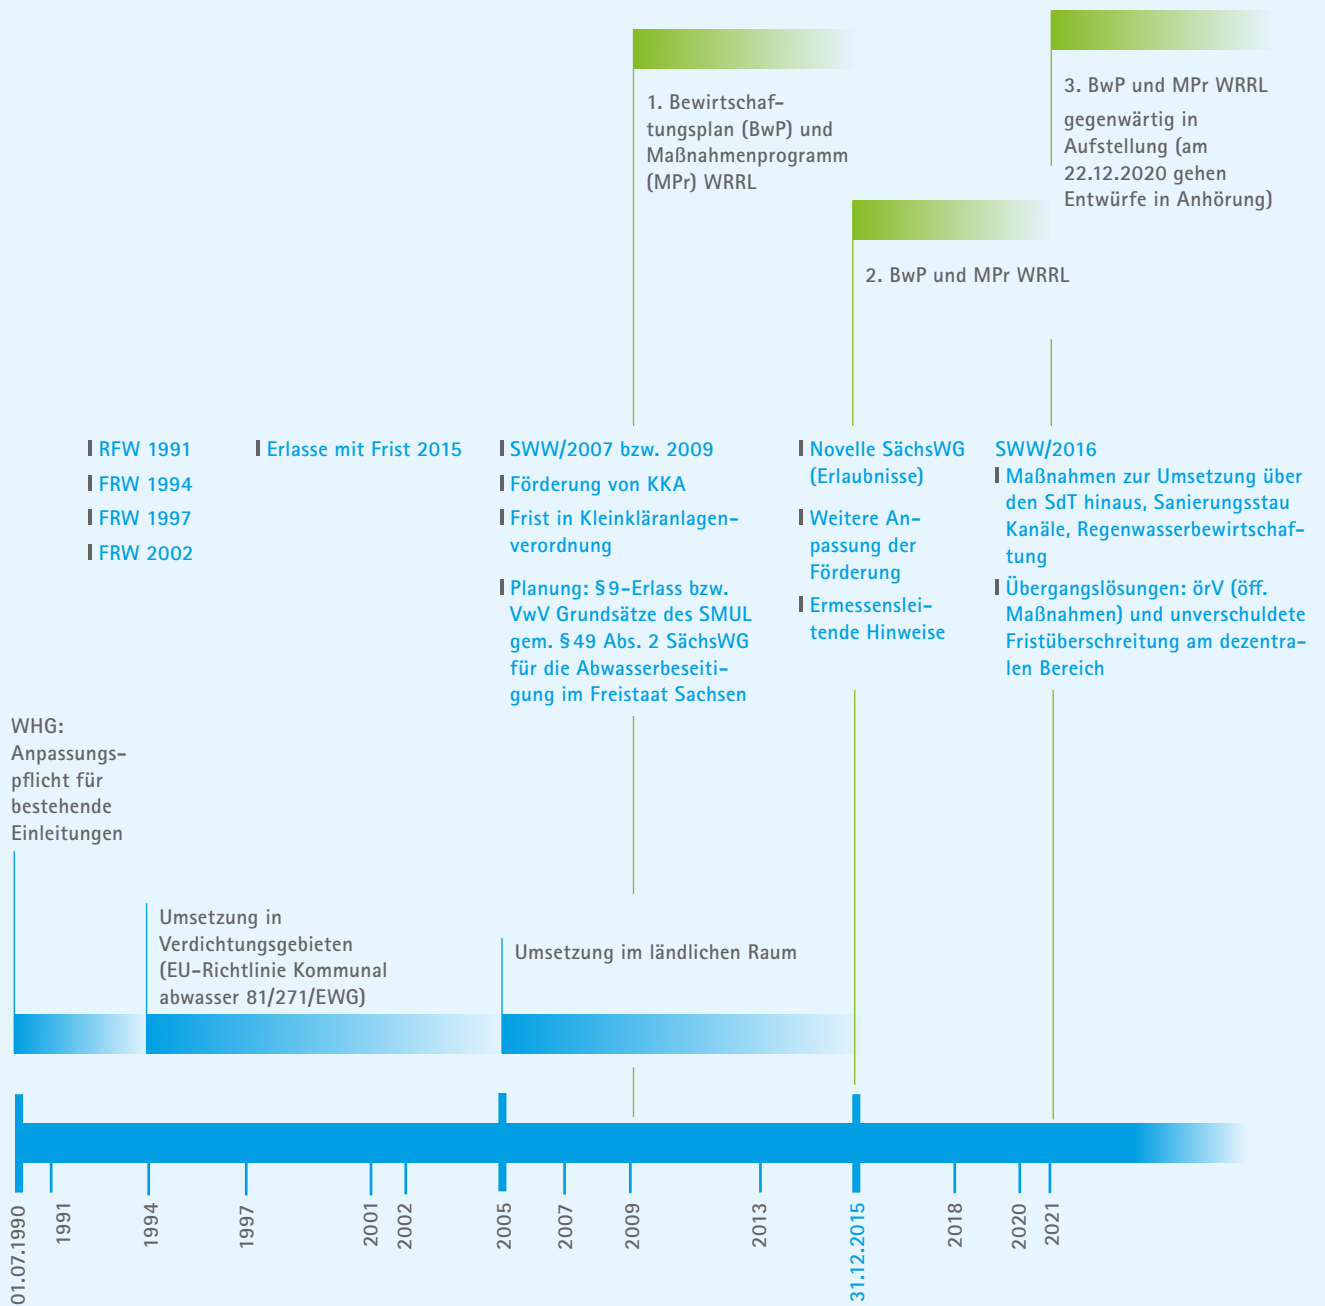 1. Bewirtschaf-
tungsplan (BwP) und
Maßnahmenprogramm
(MPr) WRRL
2. BwP und MPr WRRL
3. BwP und MPr WRRL
gegenwärtig in
Aufstellung (am
22.12.2020 gehen
Entwürfe in Anhörung)
RFW 1991
FRW 1994
FRW 1997
FRW 2002
Erlasse mit Frist 2015
SWW/2007 bzw. 2009
Förderung von KKA
Frist in Kleinkläranlagen-
verordnung
Planung: § 9-Erlass bzw.
VwV Grundsätze des SMUL
gem. § 49 Abs. 2 SächsWG
für die Abwasserbeseiti-
gung im Freistaat Sachsen
Novelle SächsWG
(Erlaubnisse)
Weitere An-
passung der
Förderung
Ermessenslei-
tende Hinweise
SWW/2016
Maßnahmen zur Umsetzung über
den SdT hinaus, Sanierungsstau
Kanäle, Regenwasserbewirtschaf-
tung
Übergangslösungen: örV (öff.
Maßnahmen) und unverschuldete
Fristüberschreitung am dezentra-
len Bereich
WHG:
Anpassungs-
pflicht für
bestehende
Einleitungen
Umsetzung in
Verdichtungsgebieten
(EU-Richtlinie Kommunal
abwasser 81/271/EWG)
Umsetzung im ländlichen Raum
01.07.1990
1991
1994
1997
2001
2002
2005
2007
2009
2013
31.12.2015
2018
2020
2021